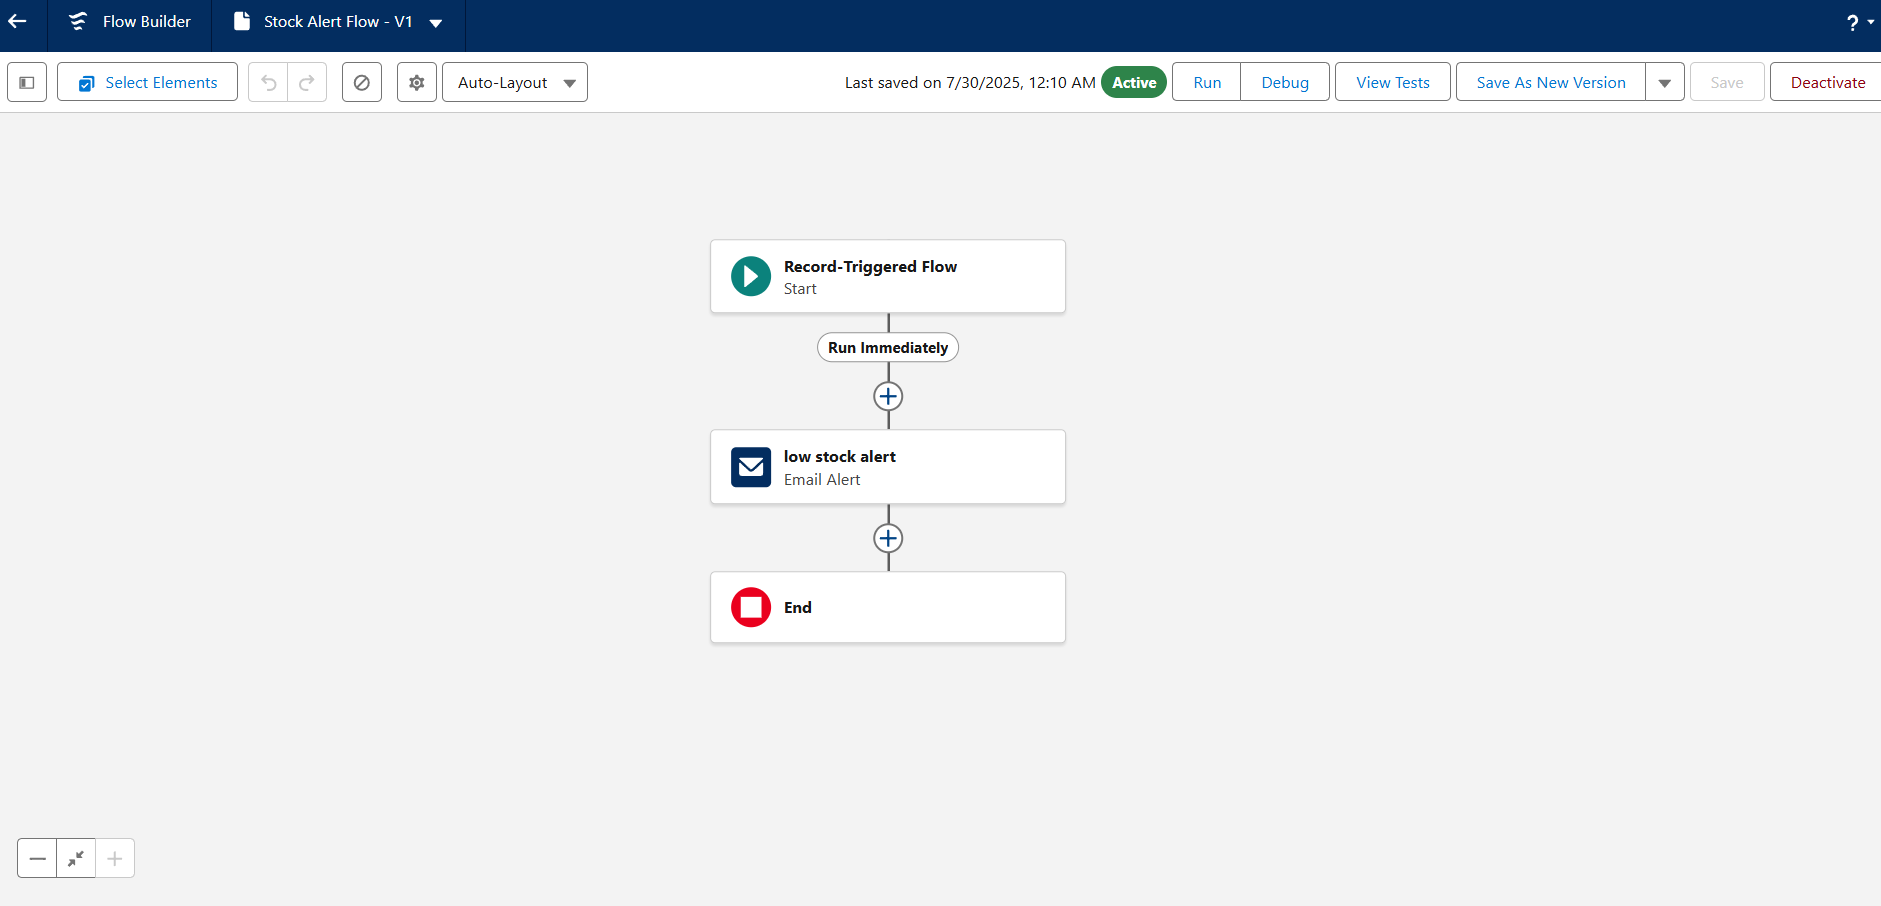 Flow Builder
Stock Alert Flow - V1
?
Select Elements
Auto-Layout
Last saved on 7/30/2025, 12:10 AM
Active
Run
Debug
View Tests
Save As New Version
Save
Deactivate
Record-Triggered Flow
Start
Run Immediately
low stock alert
Email Alert
End